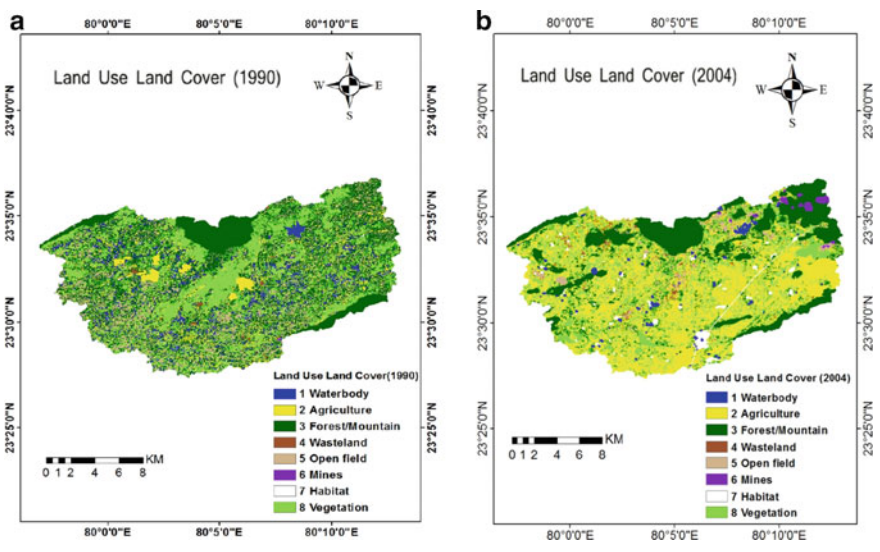 a
80°0'0"E 80°5'0"E 80°10'0"E
Land Use Land Cover (1990)
N
W E
S
23°40'0"N
23°35'0"N
23°30'0"N
23°25'0"N
23°40'0"N
23°35'0"N
23°30'0"N
23°25'0"N
Land Use Land Cover(1990)
1 Waterbody
2 Agriculture
3 Forest/Mountain
4 Wasteland
5 Open field
6 Mines
7 Habitat
8 Vegetation
KM
0 1 2 4 6 8
80°0'0"E 80°5'0"E 80°10'0"E
b
80°0'0"E 80°5'0"E 80°10'0"E
Land Use Land Cover (2004)
N
W E
S
23°40'0"N
23°35'0"N
23°30'0"N
23°25'0"N
23°40'0"N
23°35'0"N
23°30'0"N
23°25'0"N
Land Use Land Cover (2004)
1 Waterbody
2 Agriculture
3 Forest/Mountain
4 Wasteland
5 Open field
6 Mines
7 Habitat
8 Vegetation
KM
0 1 2 4 6 8
80°0'0"E 80°5'0"E 80°10'0"E